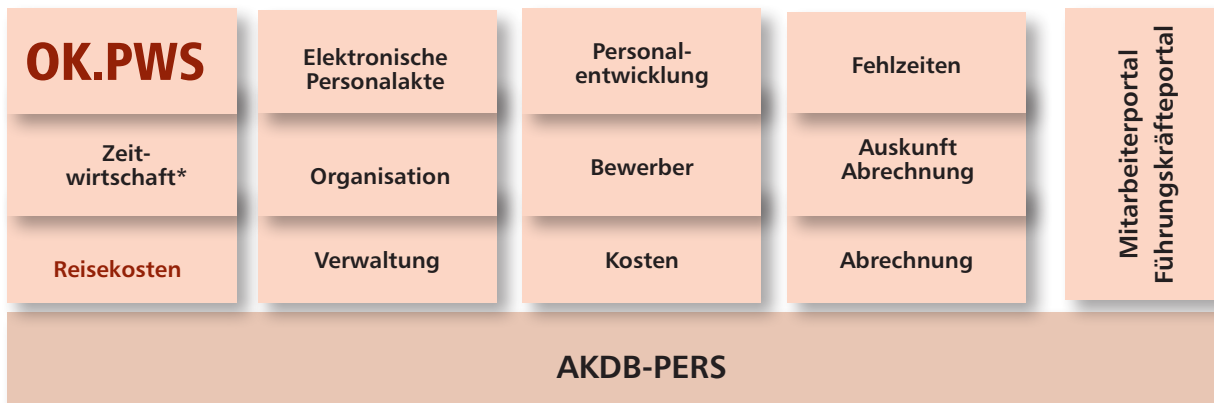 OK.PWS
Zeit-
wirtschaft*
Reisekosten
Elektronische
Personalakte
Organisation
Verwaltung
Personal-
entwicklung
Bewerber
Kosten
Fehlzeiten
Auskunft
Abrechnung
Abrechnung
Mitarbeiterportal
Führungskräfteportal
AKDB-PERS